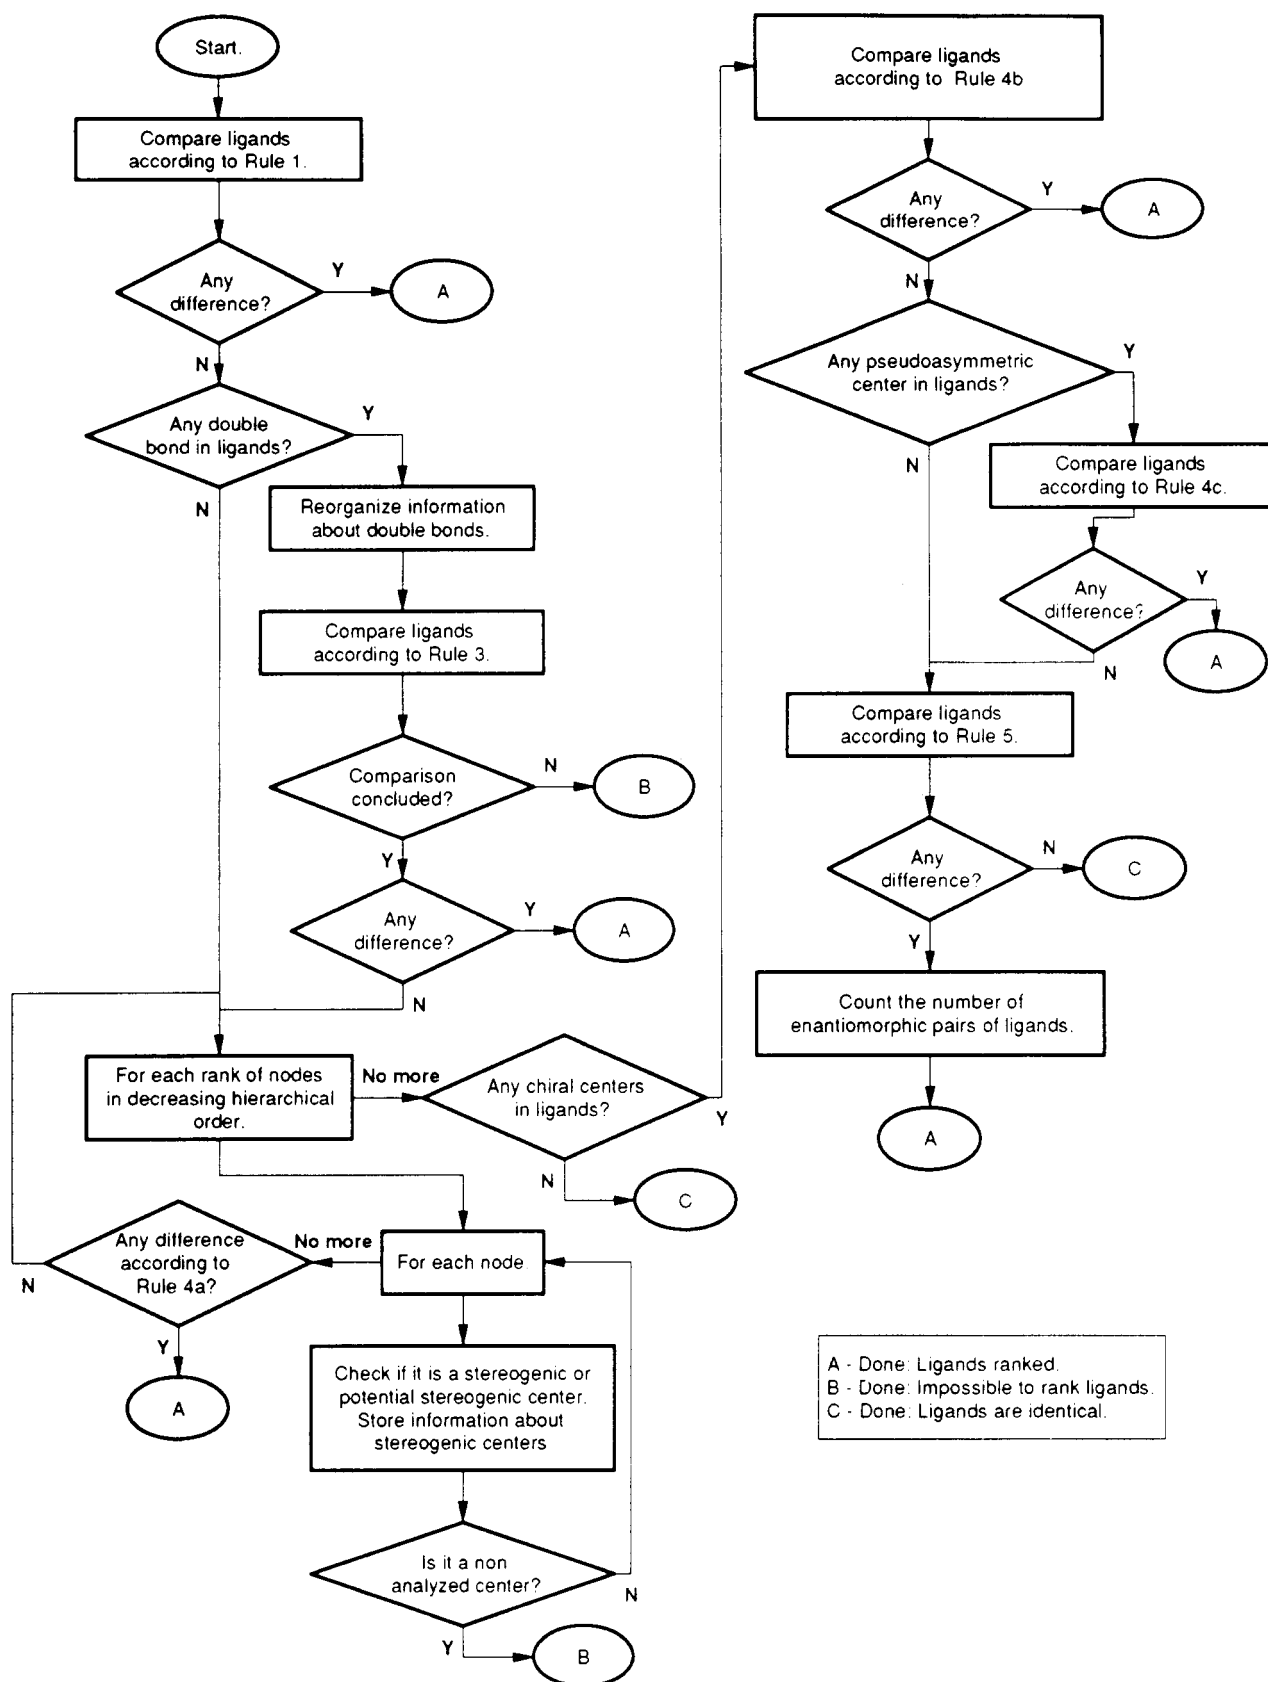 Start.
Compare ligands
according to Rule 1.
Any
difference?
Y
A
N
Any double
bond in ligands?
Y
N
Reorganize information
about double bonds.
Compare ligands
according to Rule 3.
Comparison
concluded?
N
B
Y
Any
difference?
Y
A
N
For each rank of nodes
in decreasing hierarchical
order.
No more
Any chiral centers
in ligands?
Y
N
C
Any difference
according to
Rule 4a?
No more
N
Y
A
For each node.
Check if it is a stereogenic or
potential stereogenic center.
Store information about
stereogenic centers
Is it a non
analyzed center?
N
Y
B
Compare ligands
according to Rule 4b
Any
difference?
Y
A
N
Any pseudoasymmetric
center in ligands?
Y
N
Compare ligands
according to Rule 4c.
Any
difference?
Y
A
N
Compare ligands
according to Rule 5.
Any
difference?
N
C
Y
Count the number of
enantiomorphic pairs of ligands.
A
A - Done: Ligands ranked.
B - Done: Impossible to rank ligands.
C - Done: Ligands are identical.